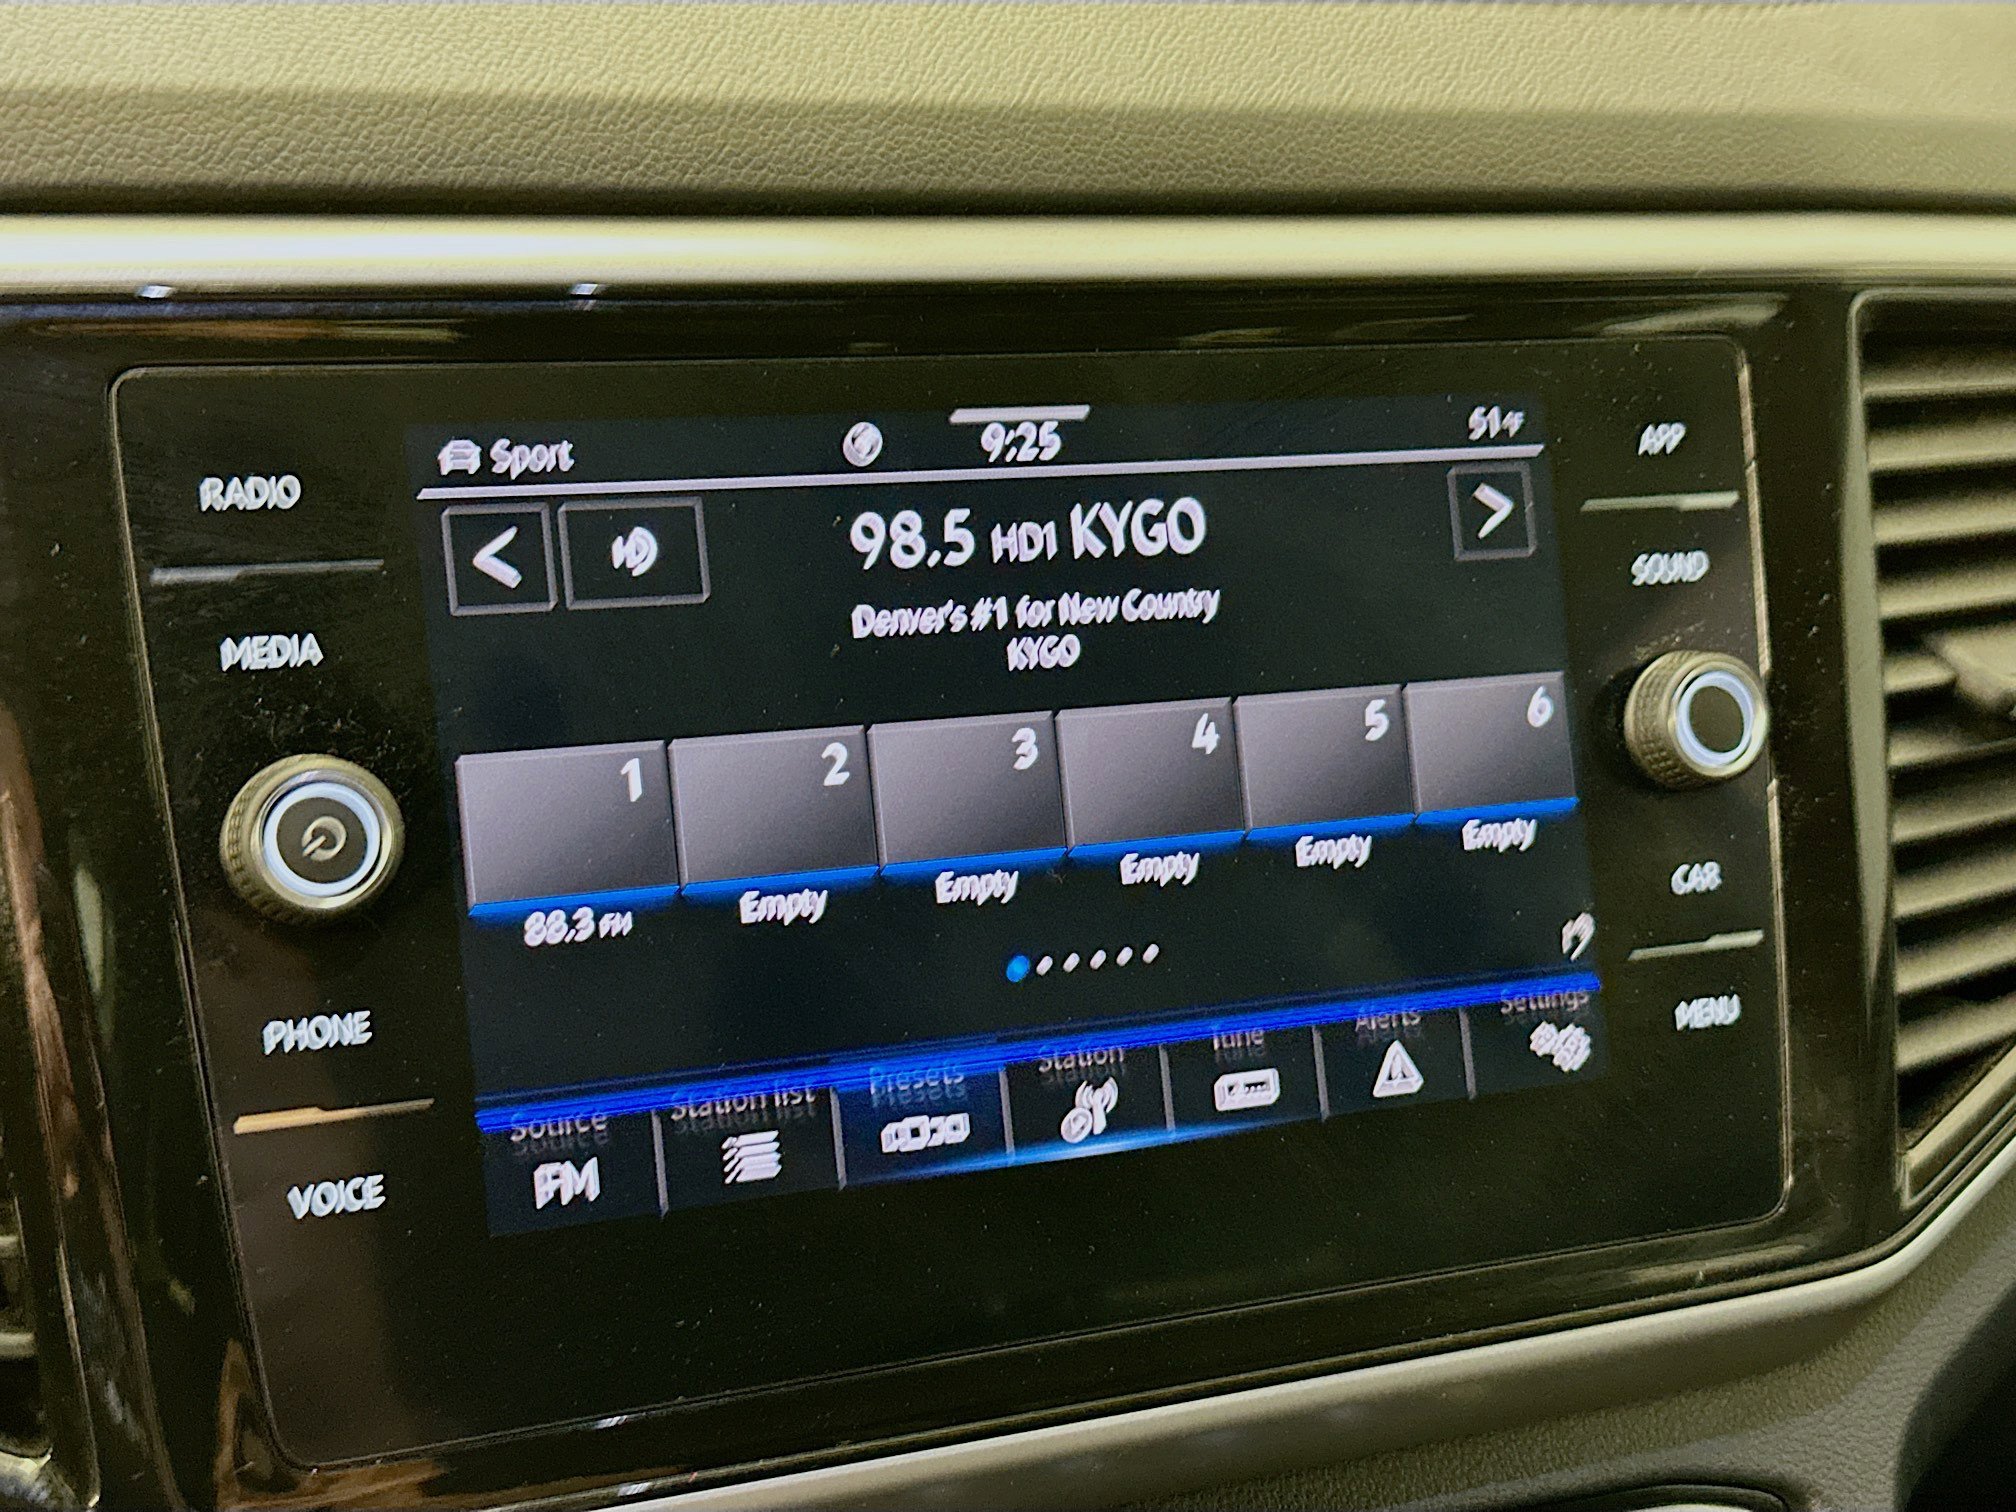 RADIO
MEDIA
PHONE
VOICE
Sport
9:25
51°F
98.5 HD1 KYGO
Denver's #1 for New Country
KYGO
1 2 3 4 5 6
88.3 FM Empty Empty Empty Empty Empty
Source Station list Presets Station Tune Alerts Settings
FM
APP
SOUND
CAR
MENU